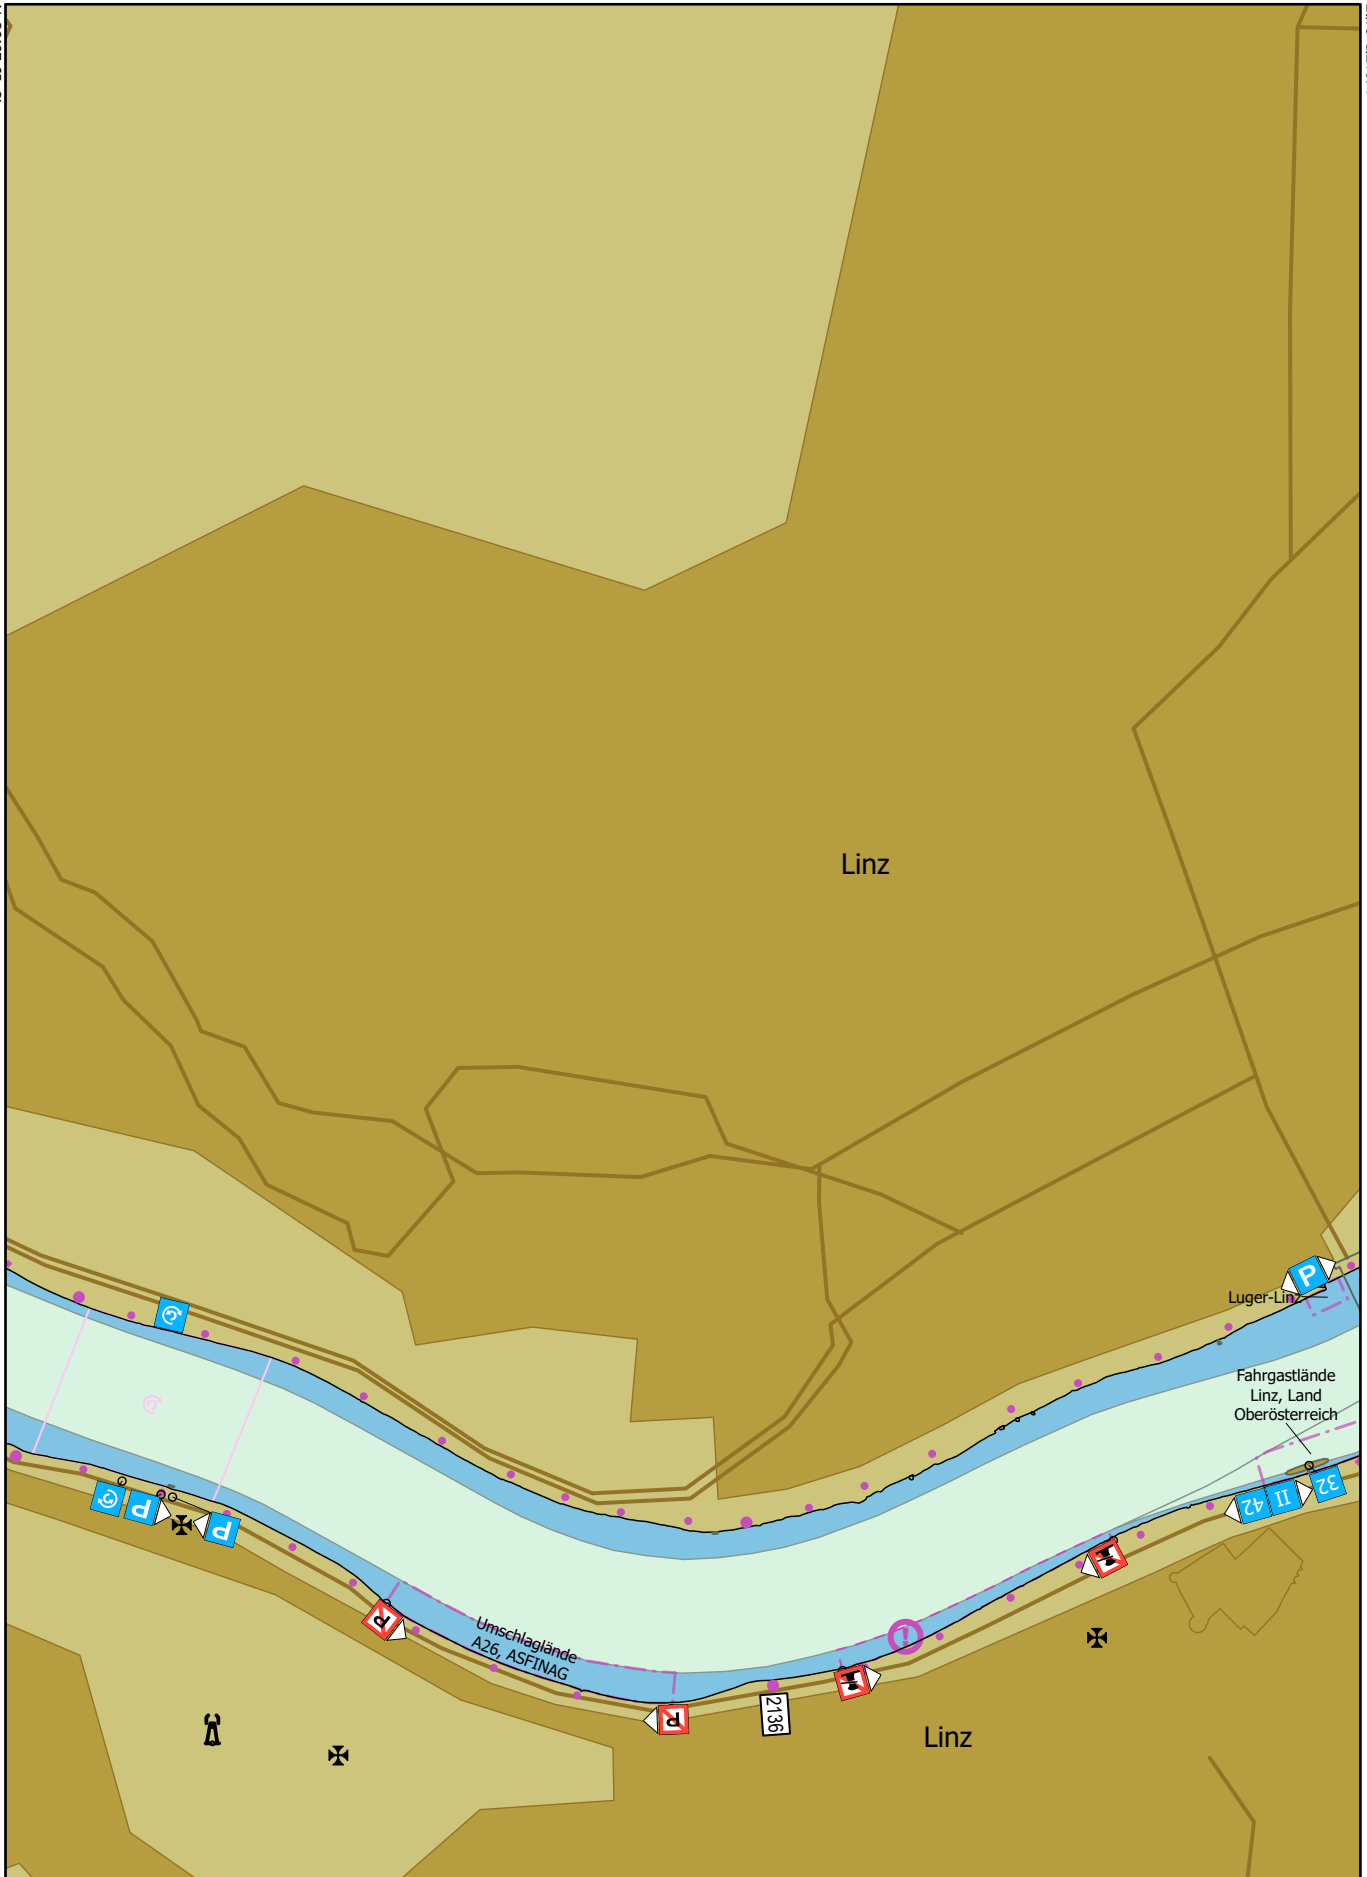 Linz
P
Luger-Linz
Fahrgastlände
Linz, Land
Oberösterreich
32
II
42
P
P
P
Umschlaglände
A26, ASFINAG
P
2136
Linz